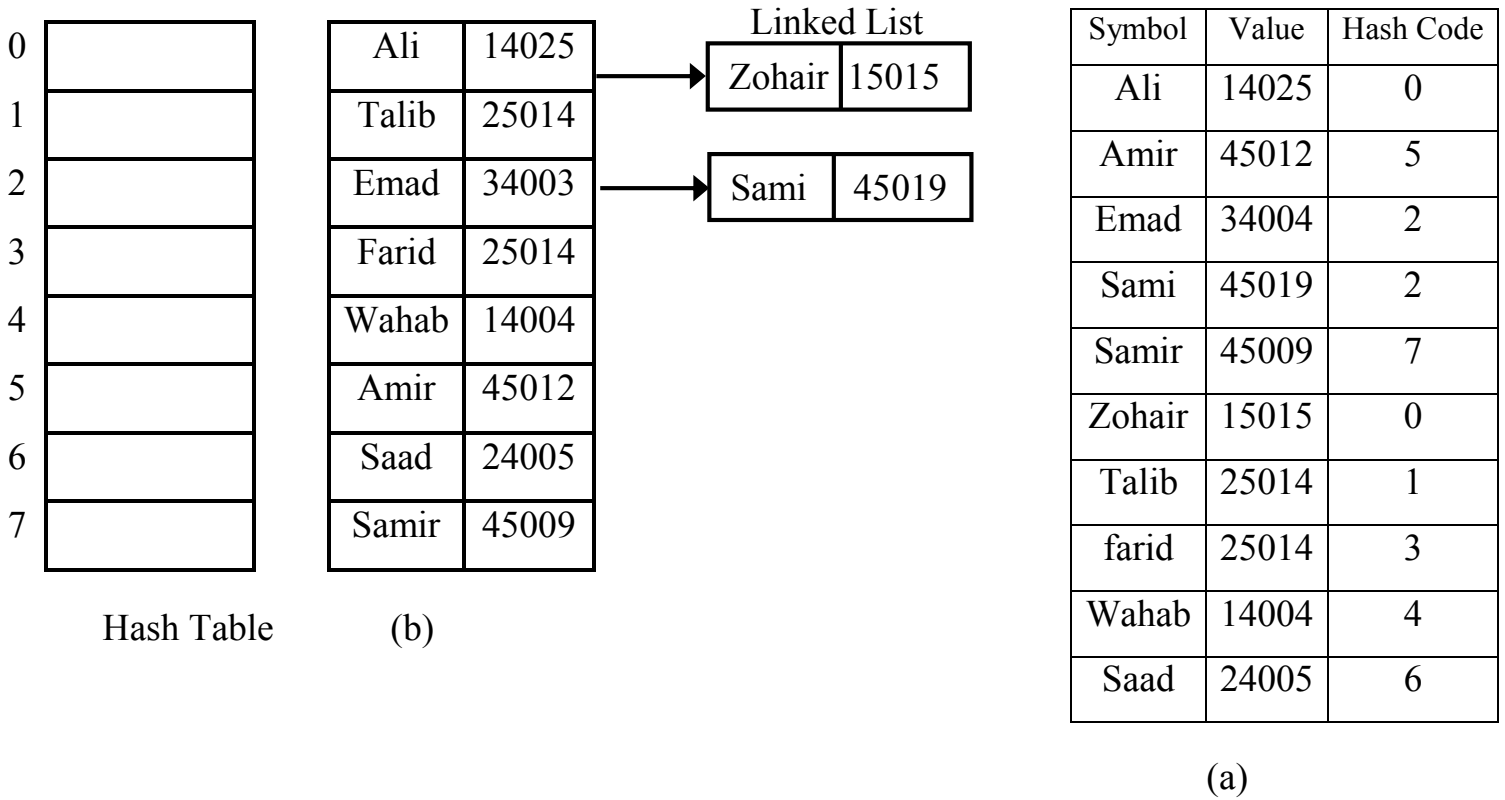 Linked List
0 Ali 14025 Zohair 15015
1 Talib 25014
2 Emad 34003 Sami 45019
3 Farid 25014
4 Wahab 14004
5 Amir 45012
6 Saad 24005
7 Samir 45009
Hash Table (b)
Symbol Value Hash Code
Ali 14025 0
Amir 45012 5
Emad 34004 2
Sami 45019 2
Samir 45009 7
Zohair 15015 0
Talib 25014 1
farid 25014 3
Wahab 14004 4
Saad 24005 6
(a)